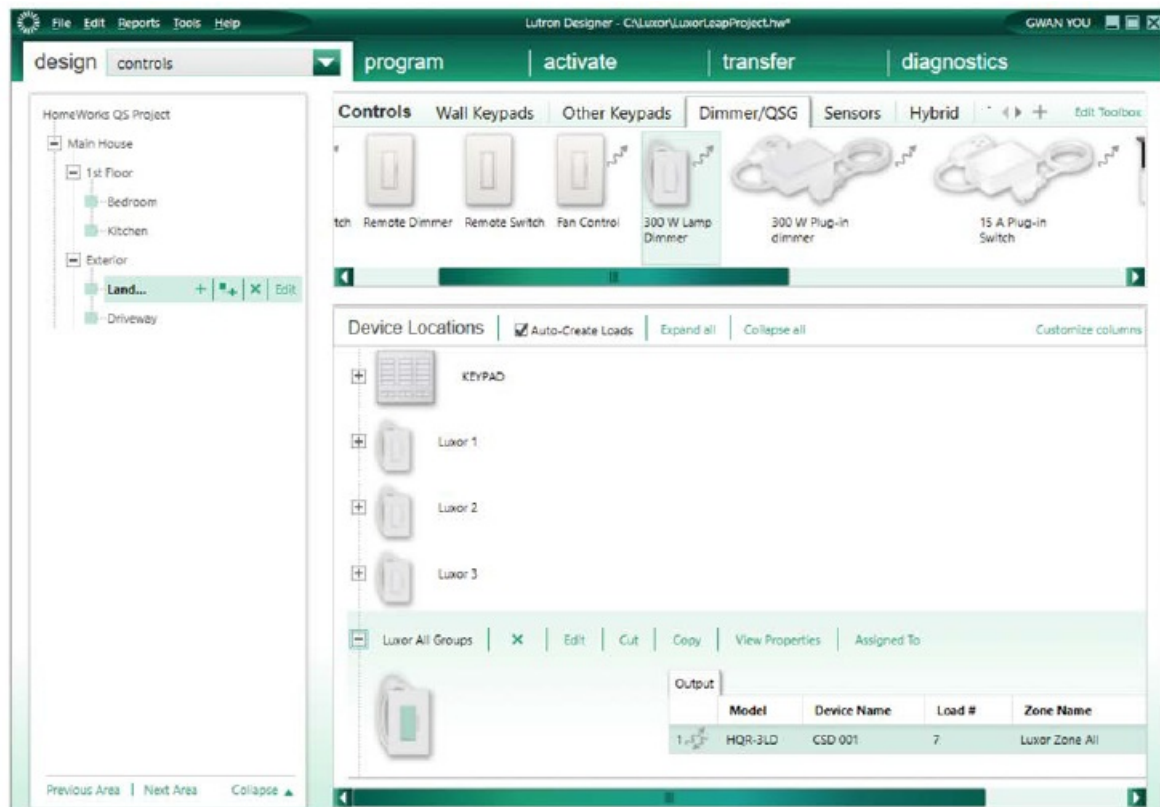 File Edit Reports Tools Help
Lutron Designer - C:\Luxor\LuxorLeapProject.hw*
GWAN YOU
design controls
program
activate
transfer
diagnostics
HomeWorks QS Project
Main House
1st Floor
Bedroom
Kitchen
Exterior
Land... Edit
Driveway
Previous Area | Next Area Collapse
Controls Wall Keypads Other Keypads Dimmer/QSG Sensors Hybrid Edit Toolbox
tch Remote Dimmer Remote Switch Fan Control 300 W Lamp Dimmer 300 W Plug-in dimmer 15 A Plug-in Switch
Device Locations Auto-Create Loads Expand all Collapse all Customize columns
KEYPAD
Luxor 1
Luxor 2
Luxor 3
Luxor All Groups Edit Cut Copy View Properties Assigned To
Output
Model Device Name Load # Zone Name
1 HQR-3LD CSD 001 7 Luxor Zone All